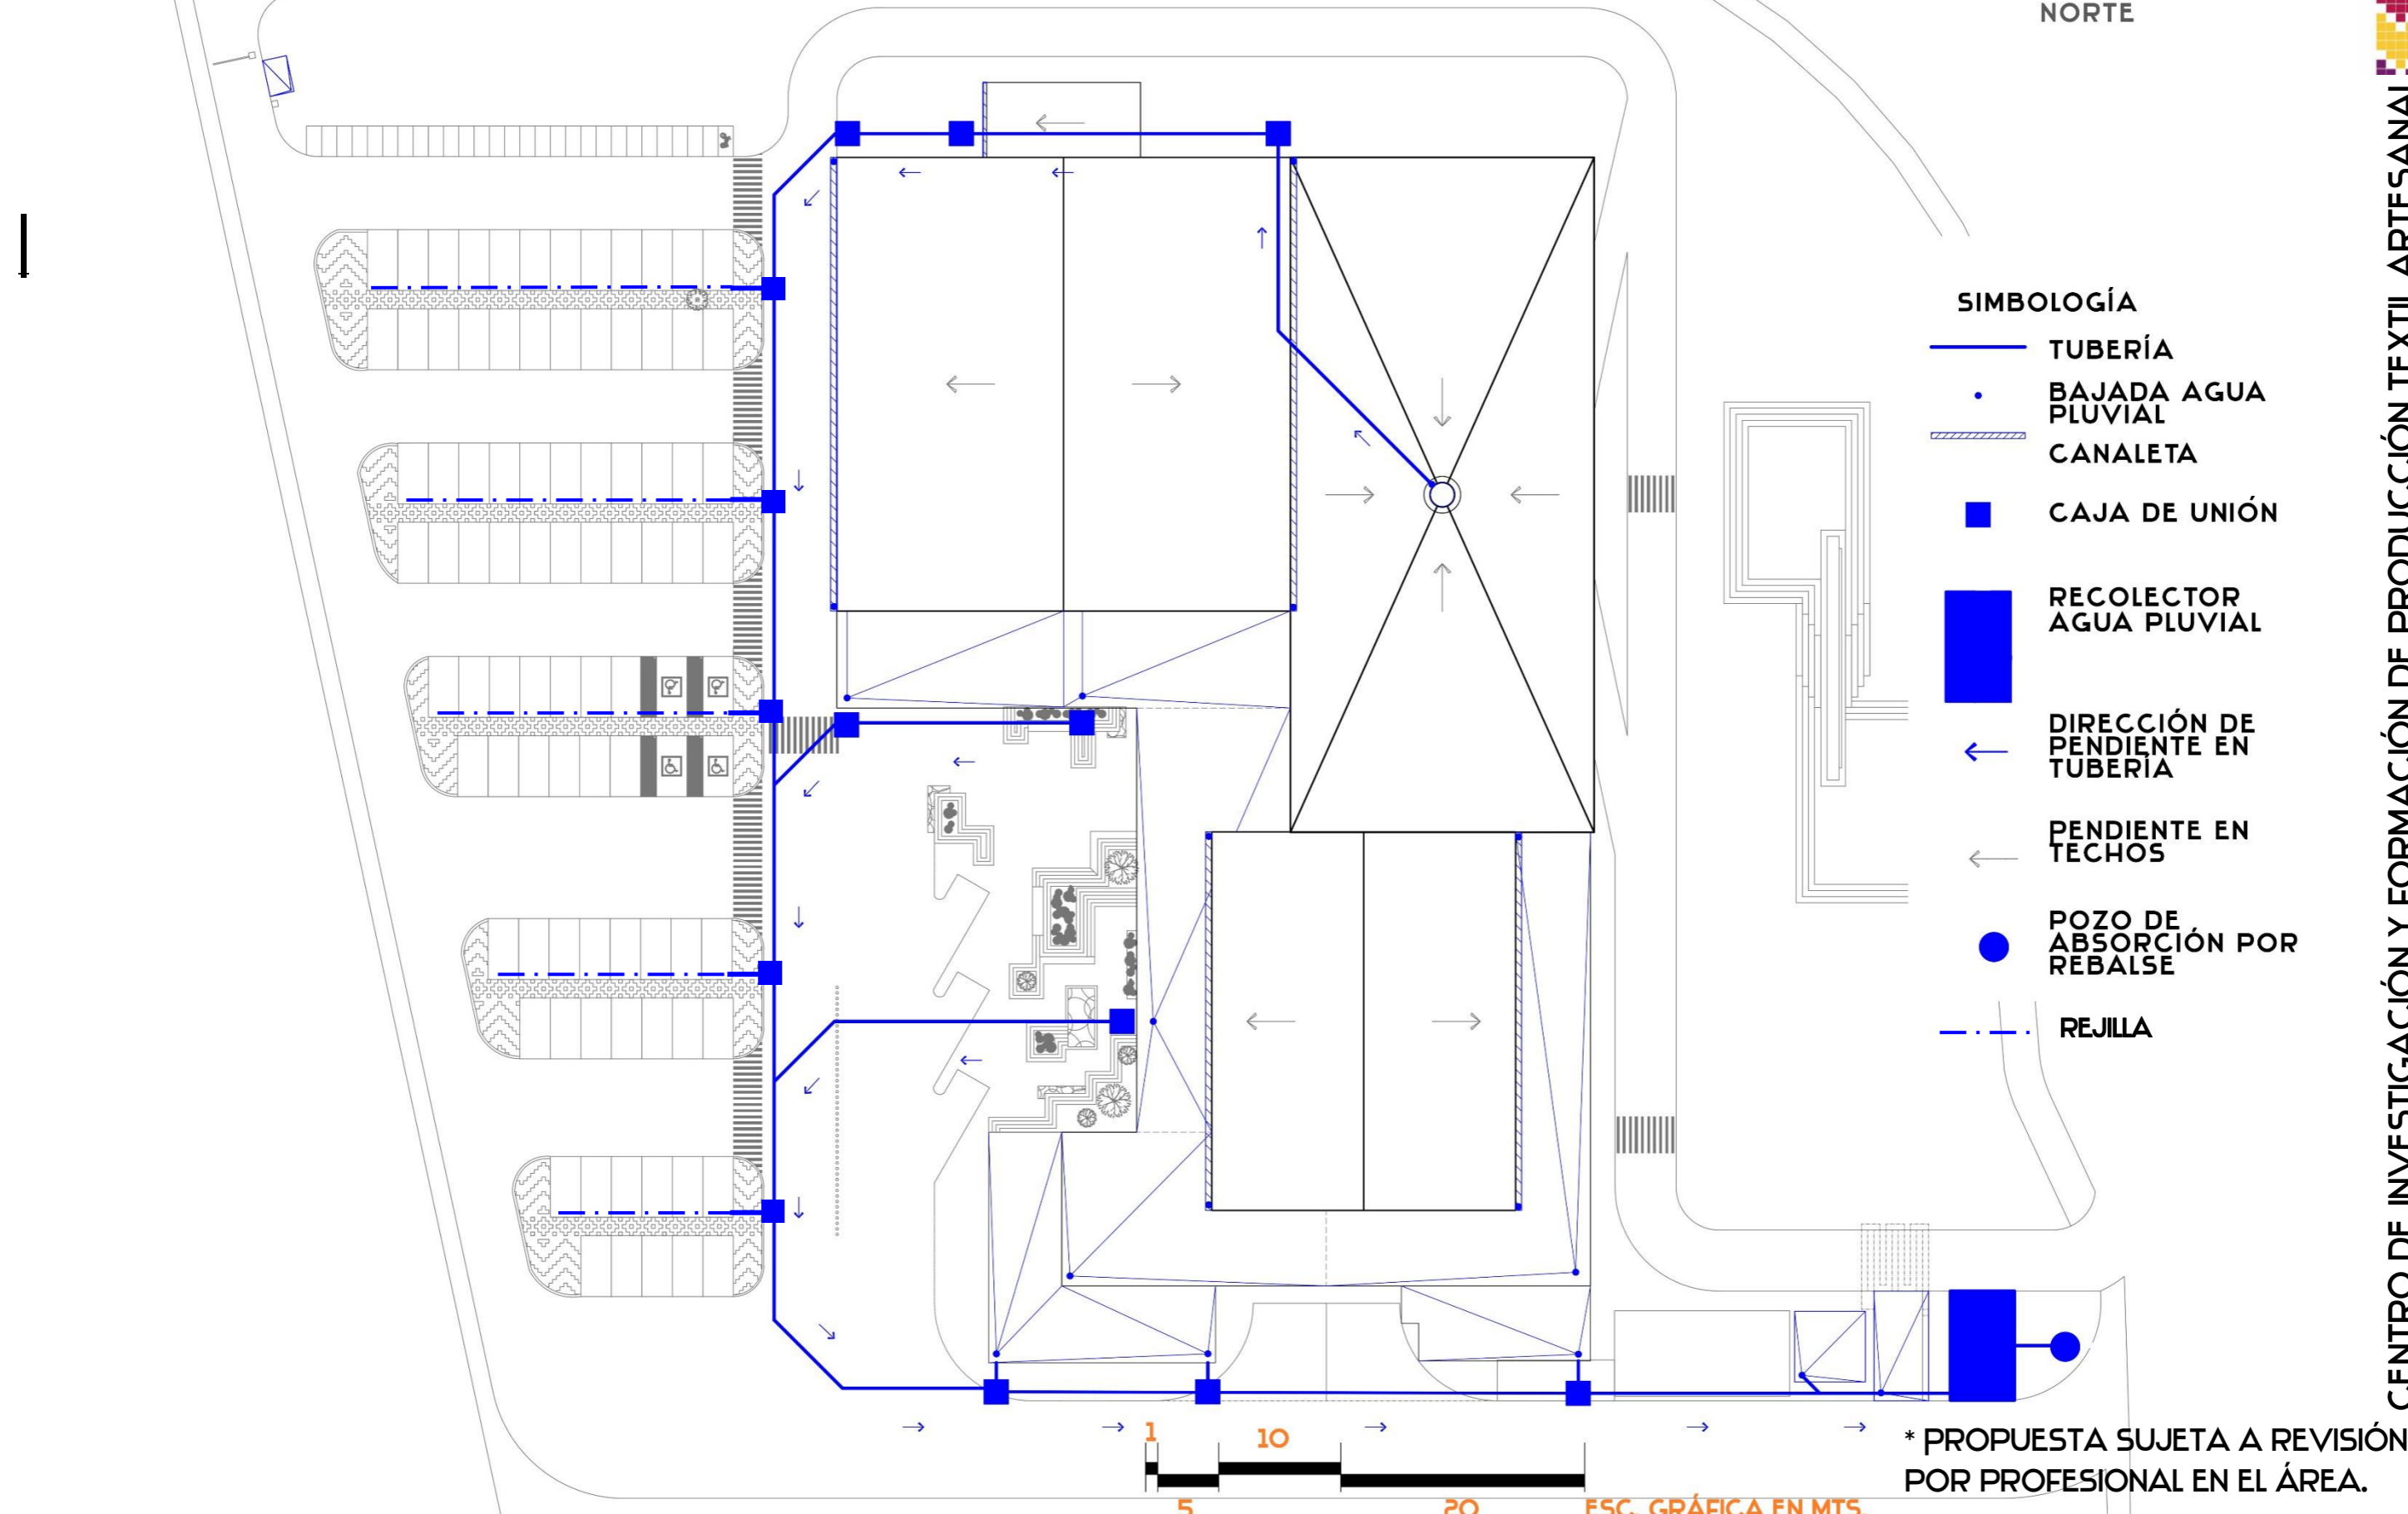 NORTE
SIMBOLOGÍA
TUBERÍA
BAJADA AGUA
PLUVIAL
CANALETA
CAJA DE UNIÓN
RECOLECTOR
AGUA PLUVIAL
DIRECCIÓN DE
PENDIENTE EN
TUBERÍA
PENDIENTE EN
TECHOS
POZO DE
ABSORCIÓN POR
REBALSE
REJILLA
CENTRO DE INVESTIGACIÓN Y FORMACIÓN DE PRODUCCIÓN TEXTIL ARTESANAL
1
10
5
20
ESC. GRÁFICA EN MTS.
* PROPUESTA SUJETA A REVISIÓN
POR PROFESIONAL EN EL ÁREA.